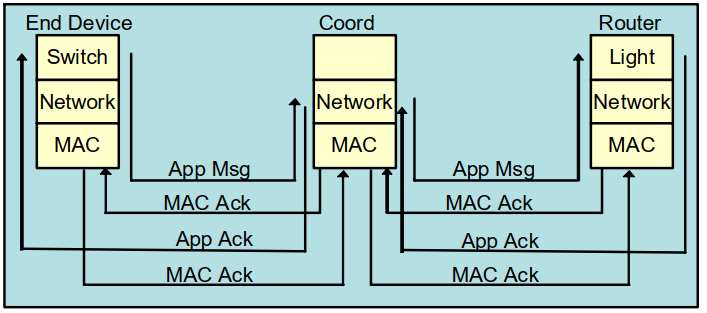 End Device
Coord
Router
Switch
Light
Network
Network
Network
MAC
MAC
MAC
App Msg
App Msg
MAC Ack
MAC Ack
App Ack
App Ack
MAC Ack
MAC Ack